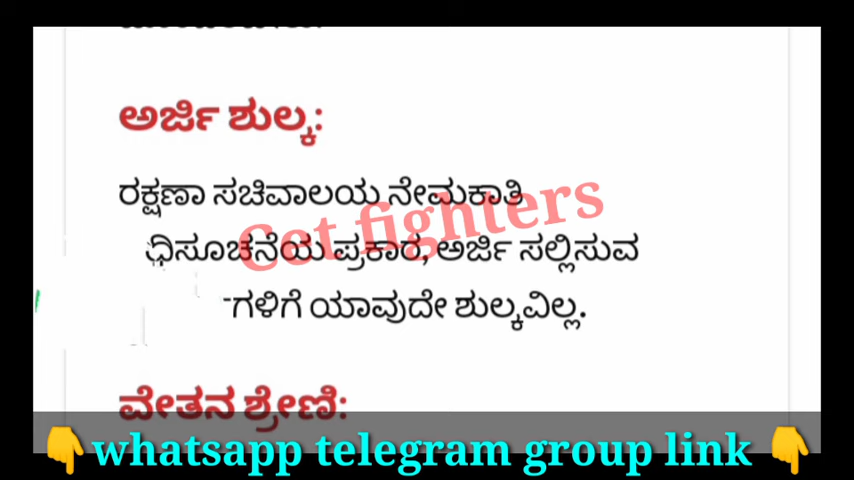 ಅರ್ಜಿ ಶುಲ್ಕ:
ರಕ್ಷಣಾ ಸಚಿವಾಲಯ ನೇಮಕಾತಿ
Cet fighters
ಧಿಸೂಚನೆಯ ಪ್ರಕಾರ, ಅರ್ಜಿ ಸಲ್ಲಿಸುವ
ಗಳಿಗೆ ಯಾವುದೇ ಶುಲ್ಕವಿಲ್ಲ.
ವೇತನ ಶ್ರೇಣಿ:
👇whatsapp telegram group link 👇